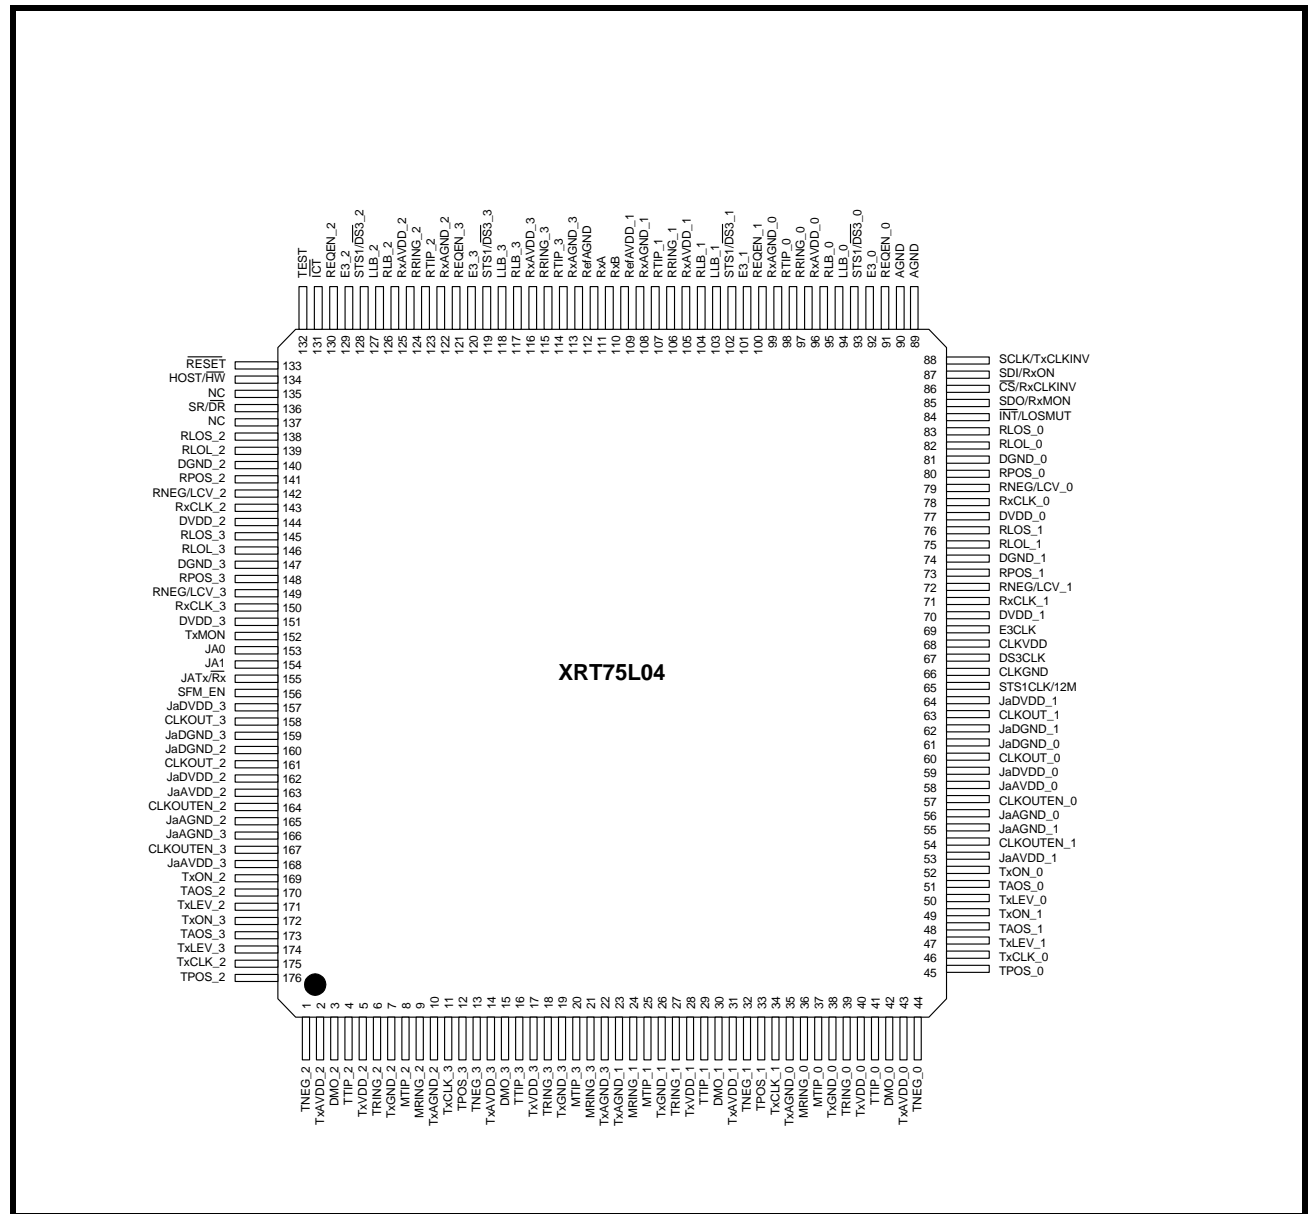 TEST
ICT
REQEN_2
E3_2
STS1/DS3_2
LLB_2
RLB_2
RxAVDD_2
RRING_2
RTIP_2
RxAGND_2
REQEN_3
E3_3
STS1/DS3_3
LLB_3
RLB_3
RxAVDD_3
RRING_3
RTIP_3
RxAGND_3
RefAGND
RxA
RxB
RefAVDD_1
RxAGND_1
RTIP_1
RRING_1
RxAVDD_1
RLB_1
LLB_1
STS1/DS3_1
E3_1
REQEN_1
RxAGND_0
RTIP_0
RRING_0
RxAVDD_0
RLB_0
LLB_0
STS1/DS3_0
E3_0
REQEN_0
AGND
AGND
132
131
130
129
128
127
126
125
124
123
122
121
120
119
118
117
116
115
114
113
112
111
110
109
108
107
106
105
104
103
102
101
100
99
98
97
96
95
94
93
92
91
90
89
RESET 133
HOST/HW 134
NC 135
SR/DR 136
NC 137
RLOS_2 138
RLOL_2 139
DGND_2 140
RPOS_2 141
RNEG/LCV_2 142
RxCLK_2 143
DVDD_2 144
RLOS_3 145
RLOL_3 146
DGND_3 147
RPOS_3 148
RNEG/LCV_3 149
RxCLK_3 150
DVDD_3 151
TxMON 152
JA0 153
JA1 154
JATx/Rx 155
SFM_EN 156
JaDVDD_3 157
CLKOUT_3 158
JaDGND_3 159
JaDGND_2 160
CLKOUT_2 161
JaDVDD_2 162
JaAVDD_2 163
CLKOUTEN_2 164
JaAGND_2 165
JaAGND_3 166
CLKOUTEN_3 167
JaAVDD_3 168
TxON_2 169
TAOS_2 170
TxLEV_2 171
TxON_3 172
TAOS_3 173
TxLEV_3 174
TxCLK_2 175
TPOS_2 176
XRT75L04
88 SCLK/TxCLKINV
87 SDI/RxON
86 CS/RxCLKINV
85 SDO/RxMON
84 INT/LOSMUT
83 RLOS_0
82 RLOL_0
81 DGND_0
80 RPOS_0
79 RNEG/LCV_0
78 RxCLK_0
77 DVDD_0
76 RLOS_1
75 RLOL_1
74 DGND_1
73 RPOS_1
72 RNEG/LCV_1
71 RxCLK_1
70 DVDD_1
69 E3CLK
68 CLKVDD
67 DS3CLK
66 CLKGND
65 STS1CLK/12M
64 JaDVDD_1
63 CLKOUT_1
62 JaDGND_1
61 JaDGND_0
60 CLKOUT_0
59 JaDVDD_0
58 JaAVDD_0
57 CLKOUTEN_0
56 JaAGND_0
55 JaAGND_1
54 CLKOUTEN_1
53 JaAVDD_1
52 TxON_0
51 TAOS_0
50 TxLEV_0
49 TxON_1
48 TAOS_1
47 TxLEV_1
46 TxCLK_0
45 TPOS_0
1
2
3
4
5
6
7
8
9
10
11
12
13
14
15
16
17
18
19
20
21
22
23
24
25
26
27
28
29
30
31
32
33
34
35
36
37
38
39
40
41
42
43
44
TNEG_2
TxAVDD_2
DMO_2
TTIP_2
TxVDD_2
TRING_2
TxGND_2
MTIP_2
MRING_2
TxAGND_2
TxCLK_3
TPOS_3
TNEG_3
TxAVDD_3
DMO_3
TTIP_3
TxVDD_3
TRING_3
TxGND_3
MTIP_3
MRING_3
TxAGND_3
TxAGND_1
MRING_1
MTIP_1
TxGND_1
TRING_1
TxVDD_1
TTIP_1
DMO_1
TxAVDD_1
TNEG_1
TPOS_1
TxCLK_1
TxAGND_0
MRING_0
MTIP_0
TxGND_0
TRING_0
TxVDD_0
TTIP_0
DMO_0
TxAVDD_0
TNEG_0